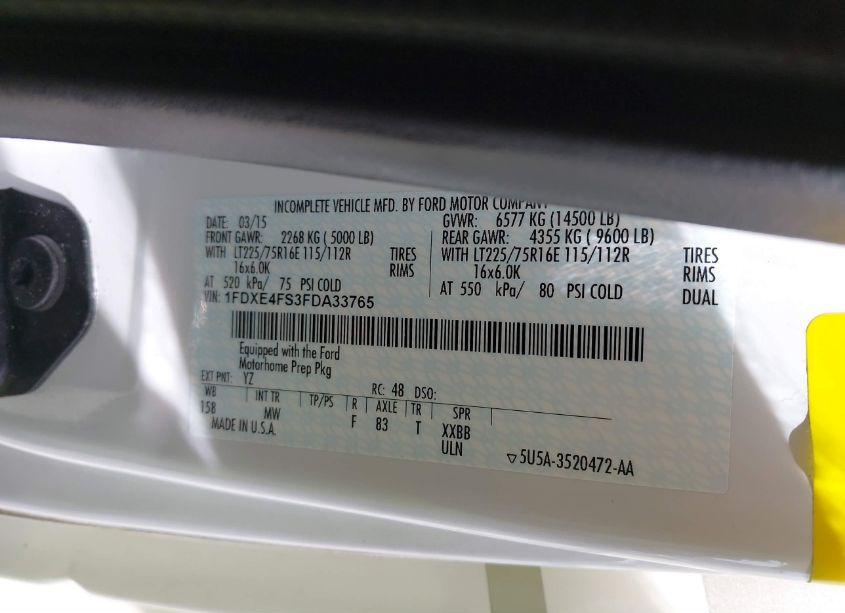 INCOMPLETE VEHICLE MFD. BY FORD MOTOR COMPANY
DATE: 03/15 GVWR: 6577 KG (14500 LB)
FRONT GAWR: 2268 KG ( 5000 LB) REAR GAWR: 4355 KG ( 9600 LB)
WITH LT225/75R16E 115/112R TIRES WITH LT225/75R16E 115/112R TIRES
16x6.0K RIMS 16x6.0K RIMS
AT 520 kPa/ 75 PSI COLD AT 550 kPa/ 80 PSI COLD DUAL
VIN: 1FDXE4FS3FDA33765
Equipped with the Ford
Motorhome Prep Pkg
EXT PNT: YZ RC: 48 DSO:
WB INT TR TP/PS R AXLE TR SPR
158 MW F 83 T XXBB
MADE IN U.S.A. ULN
▽5U5A-3520472-AA